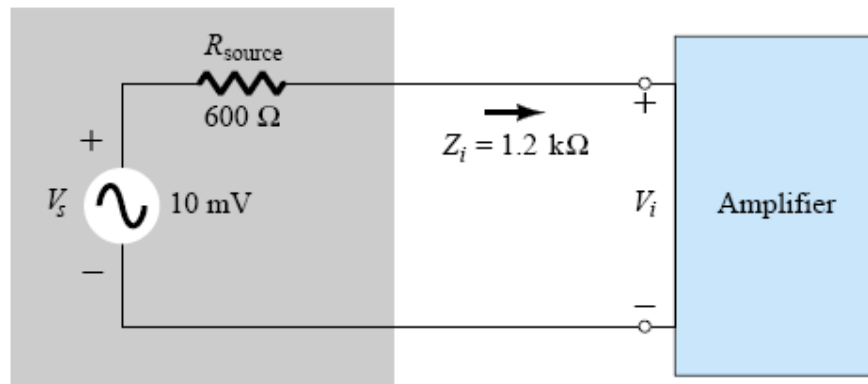 R_source
600 Ω
+
V_s
10 mV
−
Z_i = 1.2 kΩ
+
V_i
−
Amplifier